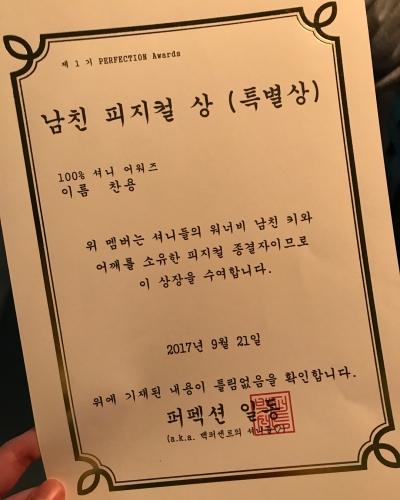 제 1 기 PERFECTION Awards
남친 피지컬 상 (특별상)
100% 셔니 어워즈
이름 찬용
위 멤버는 셔니들의 워너비 남친 키와
어깨를 소유한 피지컬 종결자이므로
이 상장을 수여합니다.
2017년 9월 21일
위에 기재된 내용이 틀림없음을 확인합니다.
퍼펙션 일동
(a.k.a. 백퍼센트의